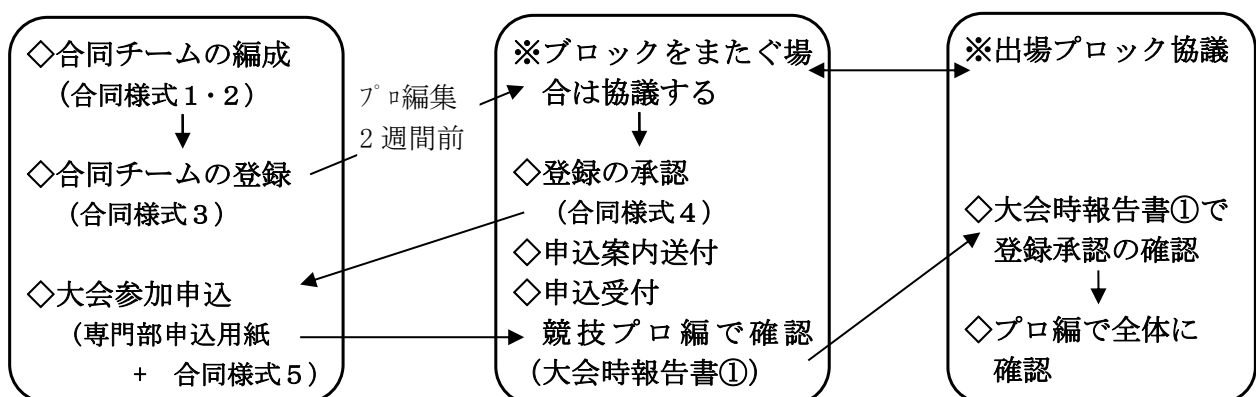 ◇合同チームの編成
(合同様式1・2)
◇合同チームの登録
(合同様式3)
◇大会参加申込
(専門部申込用紙
+ 合同様式5)
プロ編集
2週間前
※ブロックをまたぐ場
合は協議する
◇登録の承認
(合同様式4)
◇申込案内送付
◇申込受付
競技プロ編で確認
(大会時報告書①)
※出場ブロック協議
◇大会時報告書①で
登録承認の確認
◇プロ編で全体に
確認